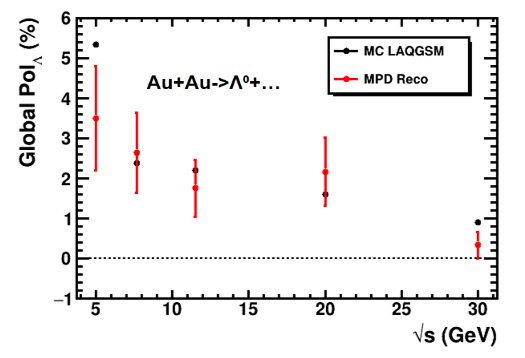 6
5
4
3
2
1
0
−1
Global Pol_Λ (%)
Au+Au->Λ⁰+...
MC LAQGSM
MPD Reco
5 10 15 20 25 30
√s (GeV)